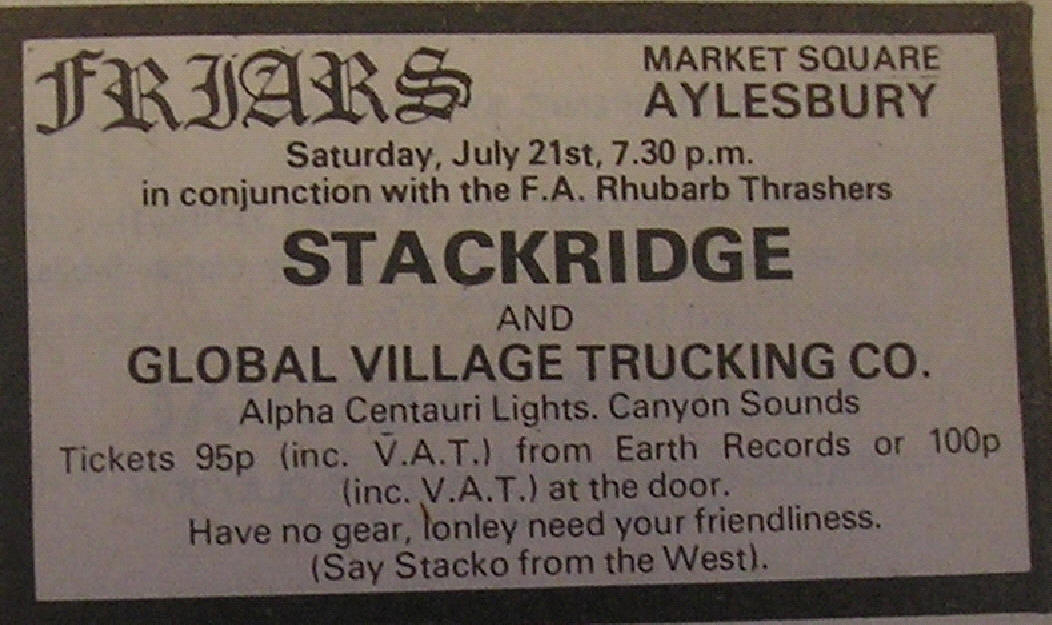 FRIARS
MARKET SQUARE
AYLESBURY
Saturday, July 21st, 7.30 p.m.
in conjunction with the F.A. Rhubarb Thrashers
STACKRIDGE
AND
GLOBAL VILLAGE TRUCKING CO.
Alpha Centauri Lights. Canyon Sounds
Tickets 95p (inc. V.A.T.) from Earth Records or 100p
(inc. V.A.T.) at the door.
Have no gear, lonley need your friendliness.
(Say Stacko from the West).